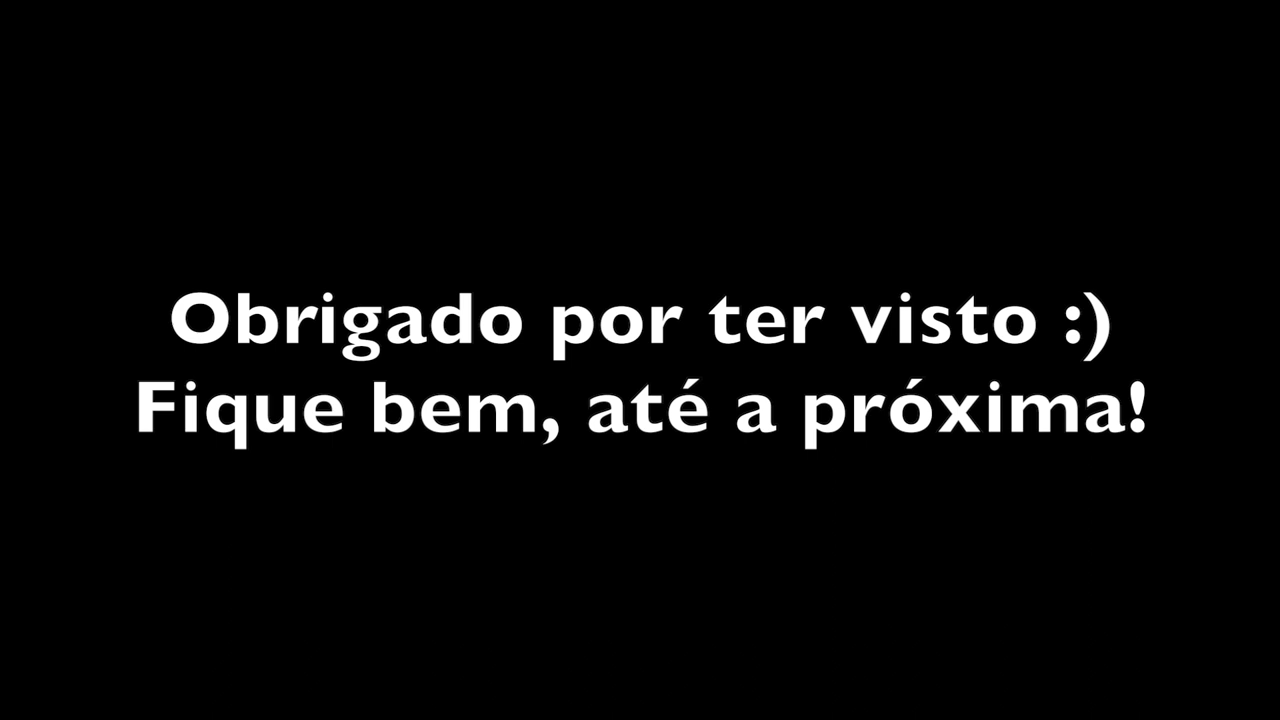 Obrigado por ter visto :)
Fique bem, até a próxima!